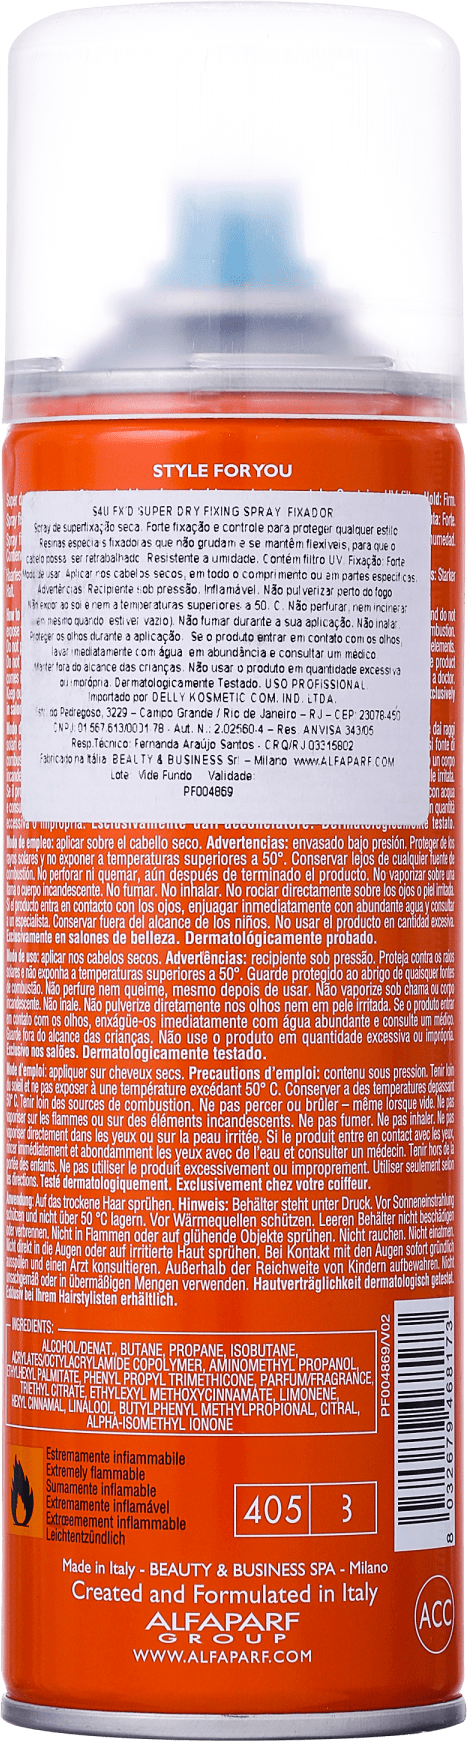 STYLE FOR YOU
S4U FX'D SUPER DRY FIXING SPRAY FIXADOR
Spray de superfixação seca. Forte fixação e controle para proteger qualquer estilo
Resinas especiais fixadoras que não grudam e se mantêm flexíveis, para que o
cabelo possa ser retrabalhado. Resistente a umidade. Contém filtro UV. Fixação: Forte
Modo de usar: Aplicar nos cabelos secos, em todo o comprimento ou em partes específicas.
Advertências: Recipiente sob pressão. Inflamável. Não pulverizar perto do fogo
Não expor ao sol e nem a temperaturas superiores a 50. C. Não perfurar, nem incinerar
(mesmo quando estiver vazio). Não fumar durante a sua aplicação. Não inalar.
Proteger os olhos durante a aplicação. Se o produto entrar em contato com os olhos,
lavar imediatamente com água em abundância e consultar um médico
Manter fora do alcance das crianças. Não usar o produto em quantidade excessiva
ou imprópria. Dermatologicamente Testado. USO PROFISSIONAL.
Importado por DELLY KOSMETIC COM. IND. LTDA.
Pedregoso, 3229 – Campo Grande / Rio de Janeiro – RJ – CEP: 23078-450
CNPJ: 01.567.613/0001.78 - Aut. N.: 2.02560-4 – Res. ANVISA 343/05
Resp.Técnico: Fernanda Araújo Santos - CRQ/RJ 03315802
Fabricado na Itália BEAUTY & BUSINESS Srl – Milano www.ALFAPARF.COM
Lote: Vide Fundo Validade:
PF004869
Modo de empleo: aplicar sobre el cabello seco. Advertencias: envasado bajo presión. Proteger de los
rayos solares y no exponer a temperaturas superiores a 50°. Conservar lejos de cualquier fuente de
combustión. No perforar ni quemar, aún después de terminado el producto. No vaporizar sobre una
llama o cuerpo incandescente. No fumar. No inhalar. No rociar directamente sobre los ojos o piel irritada.
Si el producto entra en contacto con los ojos, enjuagar inmediatamente con abundante agua y consultar
a un especialista. Conservar fuera del alcance de los niños. No usar el producto en cantidad excesiva.
Exclusivamente en salones de belleza. Dermatológicamente probado.
Modo de uso: aplicar nos cabelos secos. Advertências: recipiente sob pressão. Proteja contra os raios
solares e não exponha a temperaturas superiores a 50°. Guarde protegido ao abrigo de quaisquer fontes
de combustão. Não perfure nem queime, mesmo depois de usar. Não vaporize sob chama ou corpo
incandescente. Não inale. Não pulverize diretamente nos olhos nem em pele irritada. Se o produto entrar
em contato com os olhos, enxágüe-os imediatamente com água abundante e consulte um médico.
Guarde fora do alcance das crianças. Não use o produto em quantidade excessiva ou imprópria.
Exclusivo nos salões. Dermatologicamente testado.
Mode d'emploi: appliquer sur cheveux secs. Precautions d'emploi: contenu sous pression. Tenir loin
du soleil et ne pas exposer à une température excédant 50° C. Conserver a des temperatures depassant
50° C. Tenir loin des sources de combustion. Ne pas percer ou brûler – même lorsque vide. Ne pas
vaporiser sur les flammes ou sur des éléments incandescents. Ne pas fumer. Ne pas inhaler. Ne pas
vaporiser directement dans les yeux ou sur la peau irritée. Si le produit entre en contact avec les yeux,
rincer immédiatement et abondamment les yeux avec de l'eau et consulter un médecin. Tenir hors de la
portée des enfants. Ne pas utiliser le produit excessivement ou improprement. Utiliser seulement selon
les directions. Testé dermatologiquement. Exclusivement chez votre coiffeur.
Anwendung: Auf das trockene Haar sprühen. Hinweis: Behälter steht unter Druck. Vor Sonneneinstrahlung
schützen und nicht über 50 °C lagern. Vor Wärmequellen schützen. Leeren Behälter nicht beschädigen
oder verbrennen. Nicht in Flammen oder auf glühende Objekte sprühen. Nicht rauchen. Nicht einatmen.
Nicht direkt in die Augen oder auf irritierte Haut sprühen. Bei Kontakt mit den Augen sofort gründlich
ausspülen und einen Arzt konsultieren. Außerhalb der Reichweite von Kindern aufbewahren. Nicht
unsachgemäß oder in übermäßigen Mengen verwenden. Hautverträglichkeit dermatologisch getestet.
Exklusiv bei Ihrem Hairstylisten erhältlich.
INGREDIENTS:
ALCOHOL/DENAT., BUTANE, PROPANE, ISOBUTANE,
ACRYLATES/OCTYLACRYLAMIDE COPOLYMER, AMINOMETHYL PROPANOL,
ETHYLHEXYL PALMITATE, PHENYL PROPYL TRIMETHICONE, PARFUM/FRAGRANCE,
TRIETHYL CITRATE, ETHYLEXYL METHOXYCINNAMATE, LIMONENE,
HEXYL CINNAMAL, LINALOOL, BUTYLPHENYL METHYLPROPIONAL, CITRAL,
ALPHA-ISOMETHYL IONONE
PF004869/V02
8 032679 468173
Estremamente infiammabile
Extremely flammable
Sumamente inflamable
Extremamente inflamável
Extrœmement inflammable
Leichtentzündlich
405 3
Made in Italy - BEAUTY & BUSINESS SPA - Milano
Created and Formulated in Italy
ALFAPARF
GROUP
WWW.ALFAPARF.COM
ACC